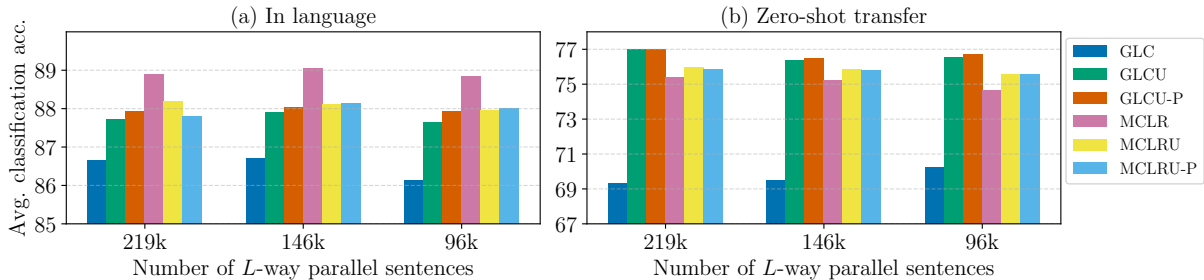 (a) In language
Avg. classification acc.
89
88
87
86
85
219k 146k 96k
Number of L-way parallel sentences
(b) Zero-shot transfer
77
75
73
71
69
67
219k 146k 96k
Number of L-way parallel sentences
GLC
GLCU
GLCU-P
MCLR
MCLRU
MCLRU-P